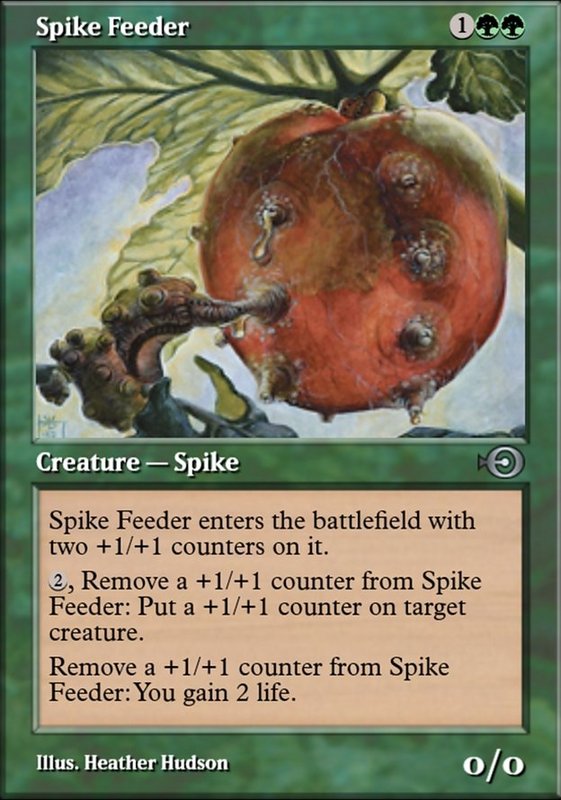 Spike Feeder 1
Creature — Spike
Spike Feeder enters the battlefield with
two +1/+1 counters on it.
2, Remove a +1/+1 counter from Spike
Feeder: Put a +1/+1 counter on target
creature.
Remove a +1/+1 counter from Spike
Feeder: You gain 2 life.
Illus. Heather Hudson 0/0